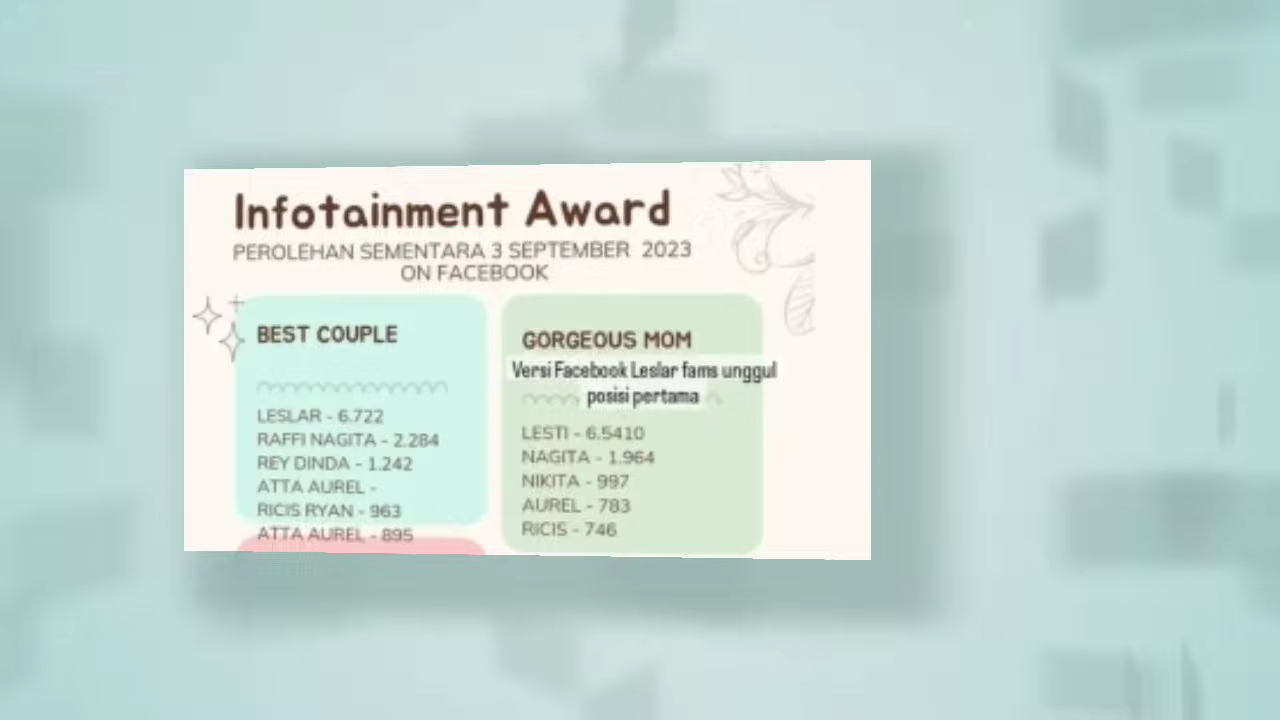 Infotainment Award
PEROLEHAN SEMENTARA 3 SEPTEMBER 2023
ON FACEBOOK
BEST COUPLE
LESLAR - 6.722
RAFFI NAGITA - 2.284
REY DINDA - 1.242
ATTA AUREL -
RICIS RYAN - 963
ATTA AUREL - 895
GORGEOUS MOM
Versi Facebook Leslar fams unggul
posisi pertama
LESTI - 6.5410
NAGITA - 1.964
NIKITA - 997
AUREL - 783
RICIS - 746